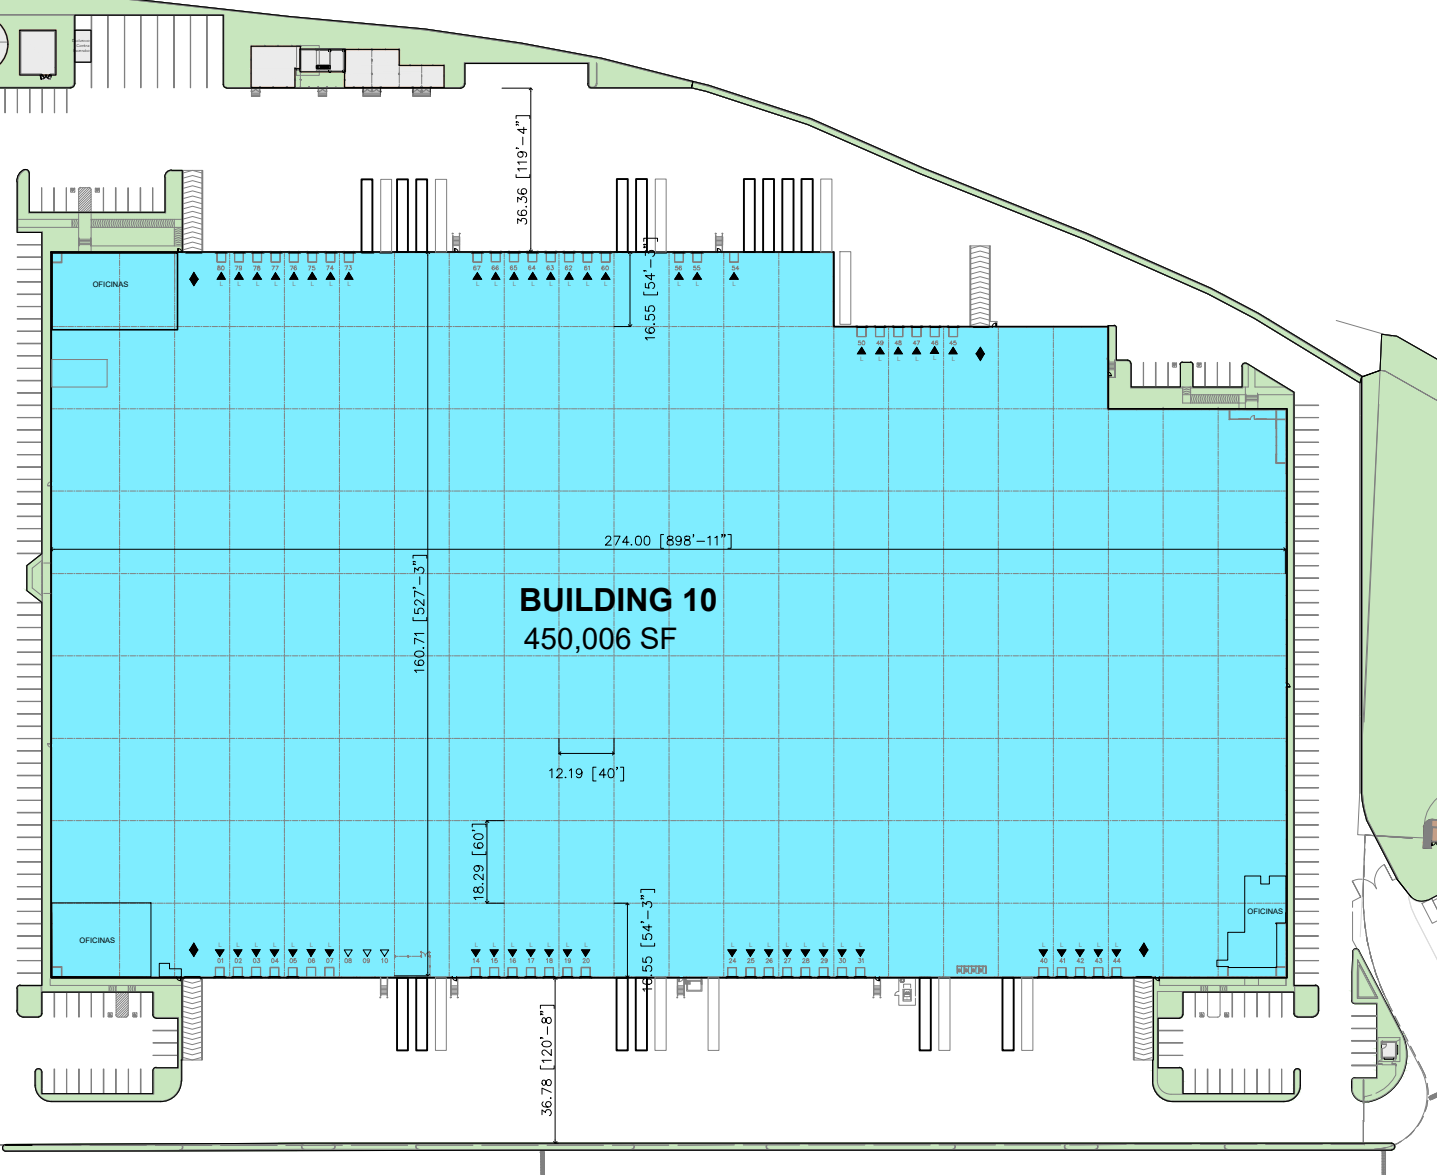 36.36 [119'-4"]
OFICINAS
80 79 78 77 76 75 74 73
L L L L L L L L
67 66 65 64 63 62 61 60
L L L L L L L L
56 55 54
L L L
16.55 [54'-3"]
50 49 48 47 46 45
L L L L L L
274.00 [898'-11"]
160.71 [527'-3"]
BUILDING 10
450,006 SF
12.19 [40']
18.29 [60']
16.55 [54'-3"]
OFICINAS
OFICINAS
L L L L L L L
01 02 03 04 05 06 07 08 09 10
L L L L L L L
14 15 16 17 18 19 20
L L L L L L L L
24 25 26 27 28 29 30 31
L L L L L
40 41 42 43 44
36.78 [120'-8"]